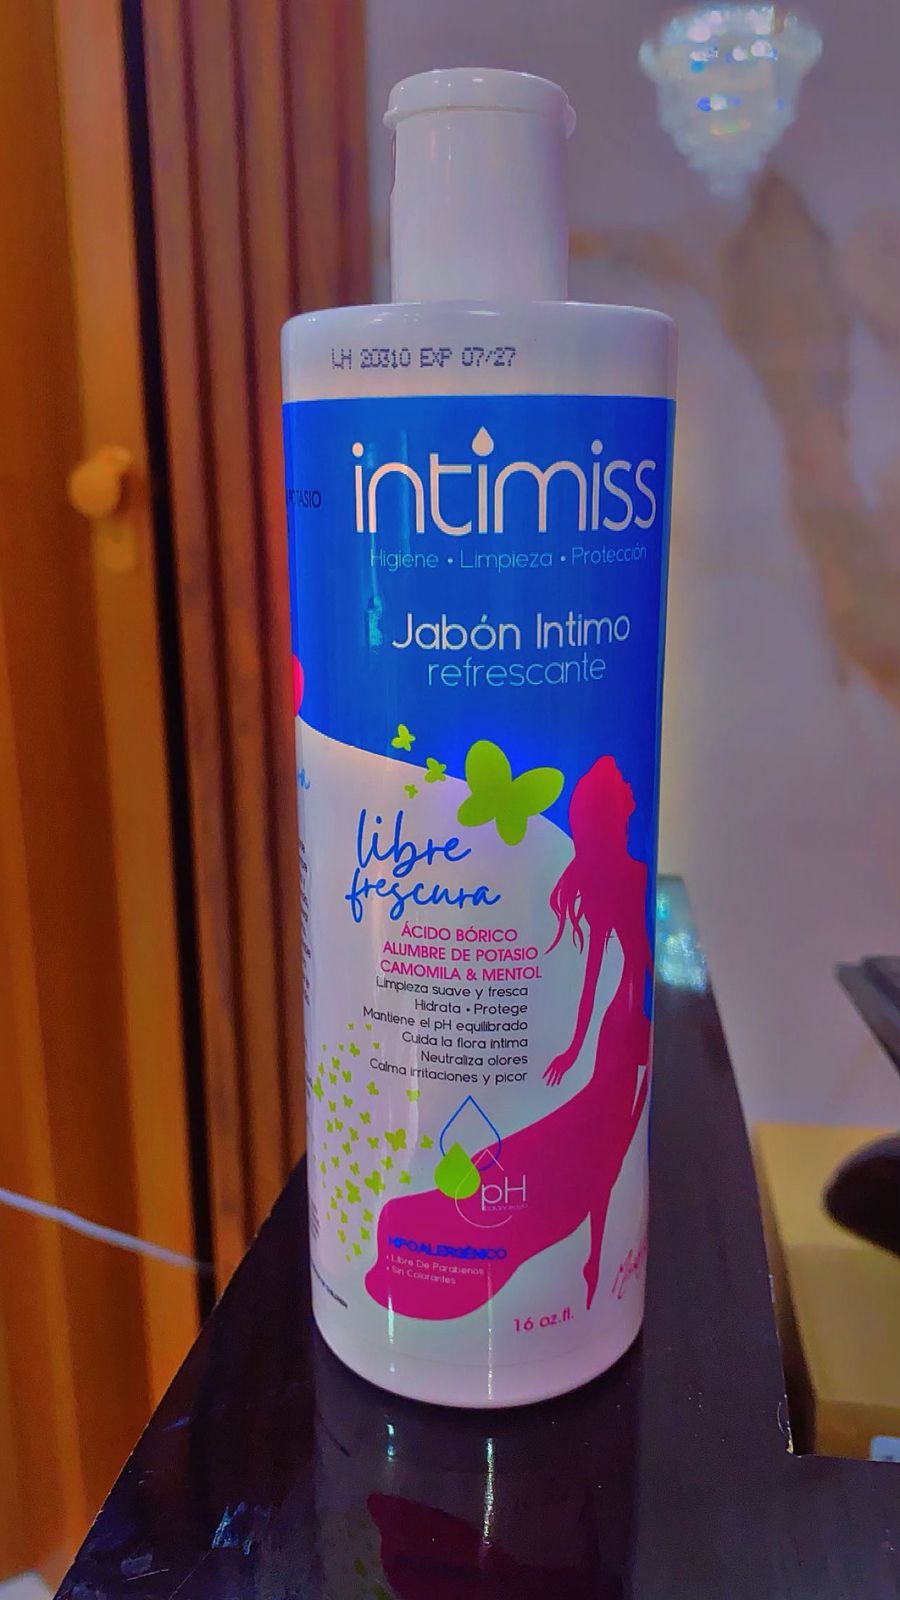 LH 20310 EXP 07/27
intimiss
Higiene • Limpieza • Protección
POTASIO
Jabón Intimo
refrescante
libre
frescura
ÁCIDO BÓRICO
ALUMBRE DE POTASIO
CAMOMILA & MENTOL
Limpieza suave y fresca
Hidrata • Protege
Mantiene el pH equilibrado
Cuida la flora íntima
Neutraliza olores
Calma irritaciones y picor
pH
HIPOALERGÉNICO
• Libre De Parabenos
• Sin Colorantes
16 oz.fl.